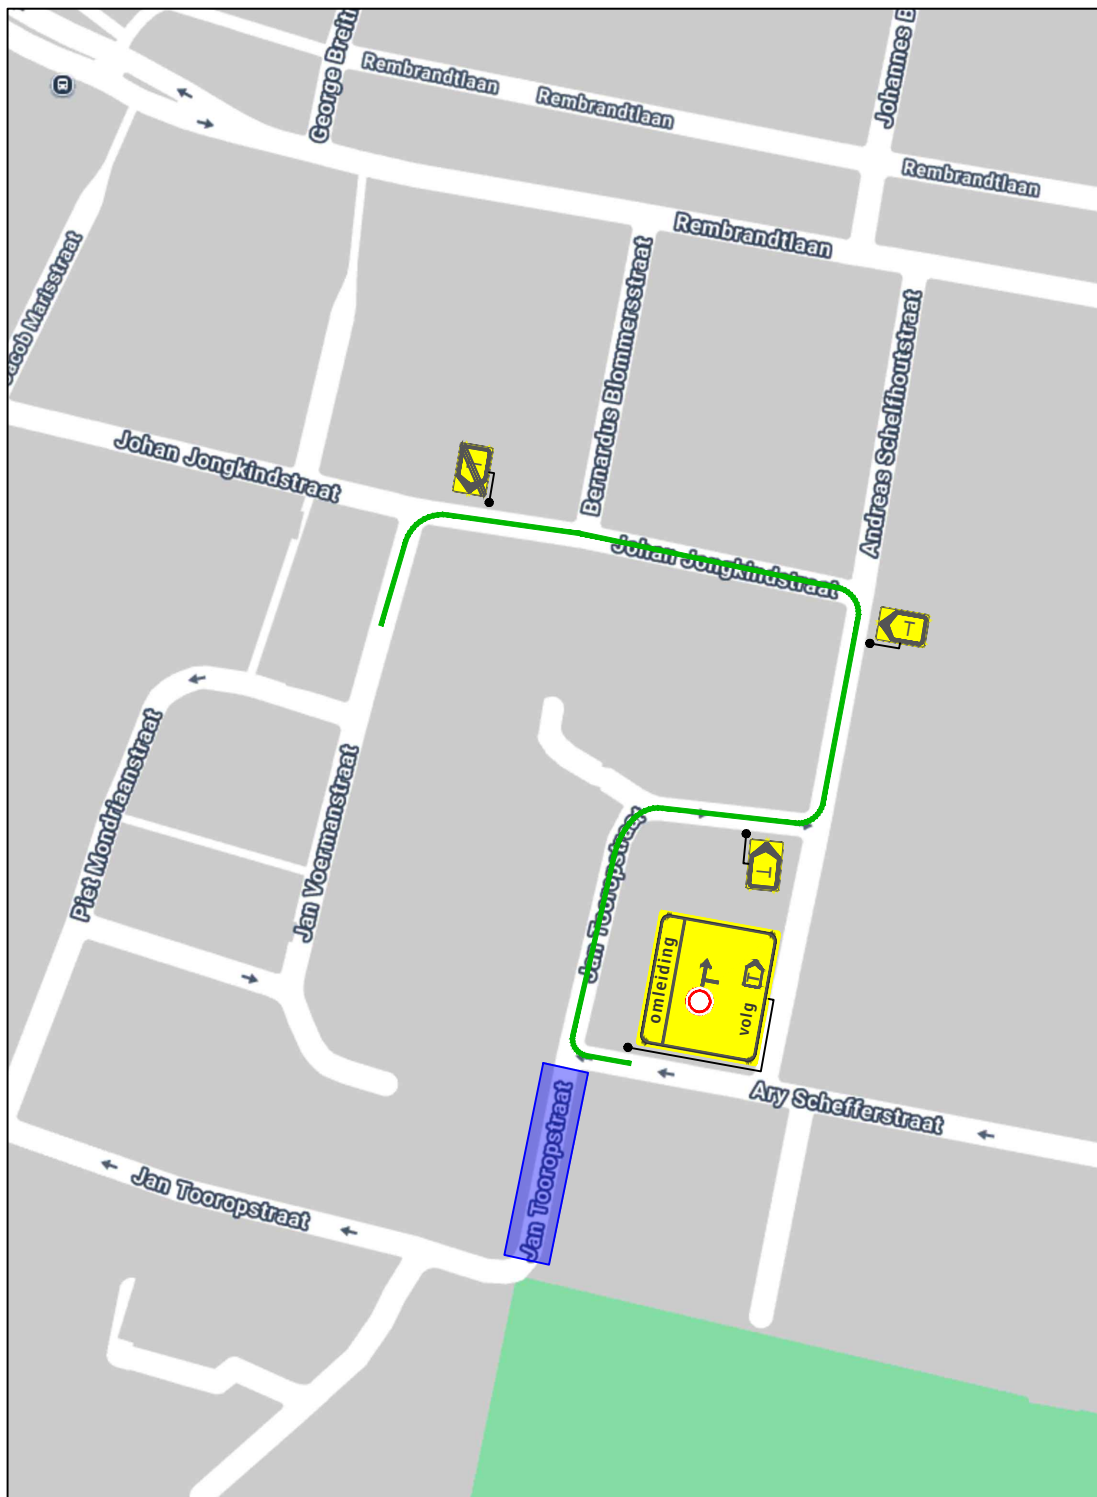 George Breitn
Johannes B
Rembrandtlaan
Rembrandtlaan
Rembrandtlaan
Rembrandtlaan
Jacob Marisstraat
Bernardus Blommersstraat
Andreas Schelfhoutstraat
Johan Jongkindstraat
T
Johan Jongkindstraat
T
Piet Mondriaanstraat
Jan Voermanstraat
Jan Tooropstraat
T
omleiding
T
volg
Ary Schefferstraat
Jan Tooropstraat
Jan Tooropstraat